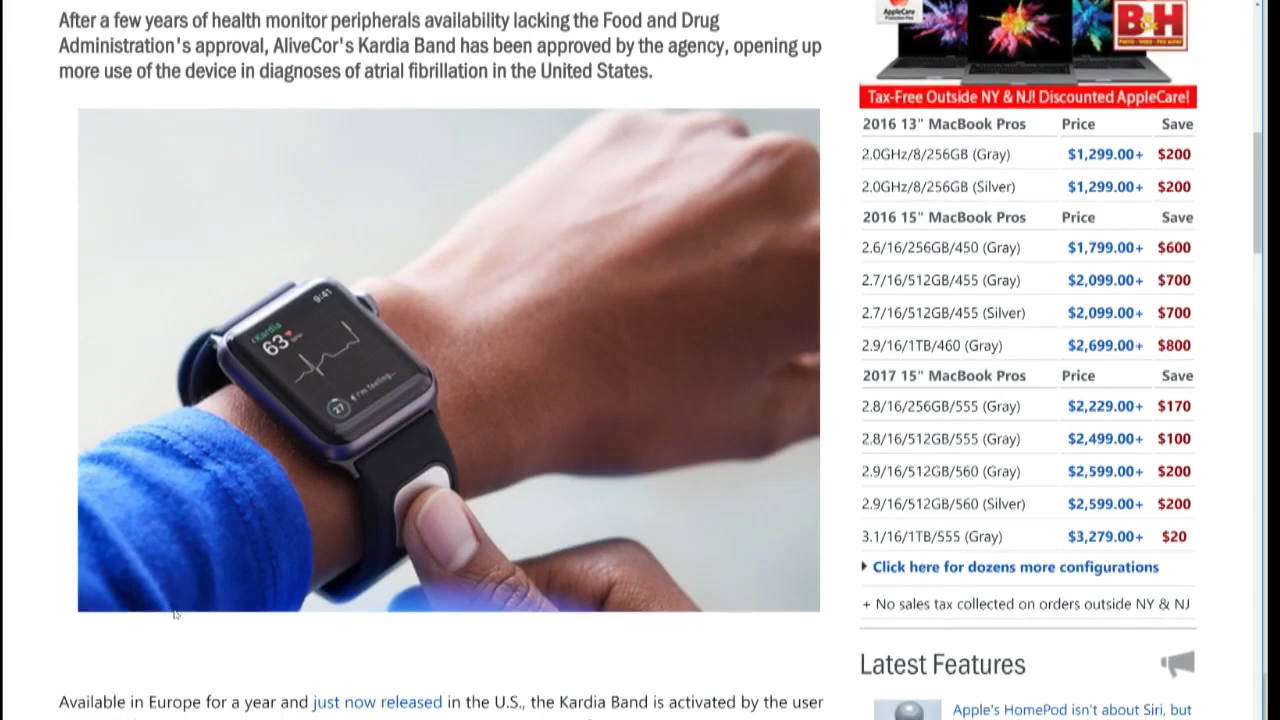 After a few years of health monitor peripherals availability lacking the Food and Drug
Administration's approval, AliveCor's Kardia Band has been approved by the agency, opening up
more use of the device in diagnoses of atrial fibrillation in the United States.
9:41
Kardia
63
27
I'm feeling...
Available in Europe for a year and just now released in the U.S., the Kardia Band is activated by the user
AppleCare
B&H
PHOTO · VIDEO · PRO AUDIO
Tax-Free Outside NY & NJ! Discounted AppleCare!
2016 13" MacBook Pros Price Save
2.0GHz/8/256GB (Gray) $1,299.00+ $200
2.0GHz/8/256GB (Silver) $1,299.00+ $200
2016 15" MacBook Pros Price Save
2.6/16/256GB/450 (Gray) $1,799.00+ $600
2.7/16/512GB/455 (Gray) $2,099.00+ $700
2.7/16/512GB/455 (Silver) $2,099.00+ $700
2.9/16/1TB/460 (Gray) $2,699.00+ $800
2017 15" MacBook Pros Price Save
2.8/16/256GB/555 (Gray) $2,229.00+ $170
2.8/16/512GB/555 (Gray) $2,499.00+ $100
2.9/16/512GB/560 (Gray) $2,599.00+ $200
2.9/16/512GB/560 (Silver) $2,599.00+ $200
3.1/16/1TB/555 (Gray) $3,279.00+ $20
Click here for dozens more configurations
+ No sales tax collected on orders outside NY & NJ
Latest Features
Apple's HomePod isn't about Siri, but